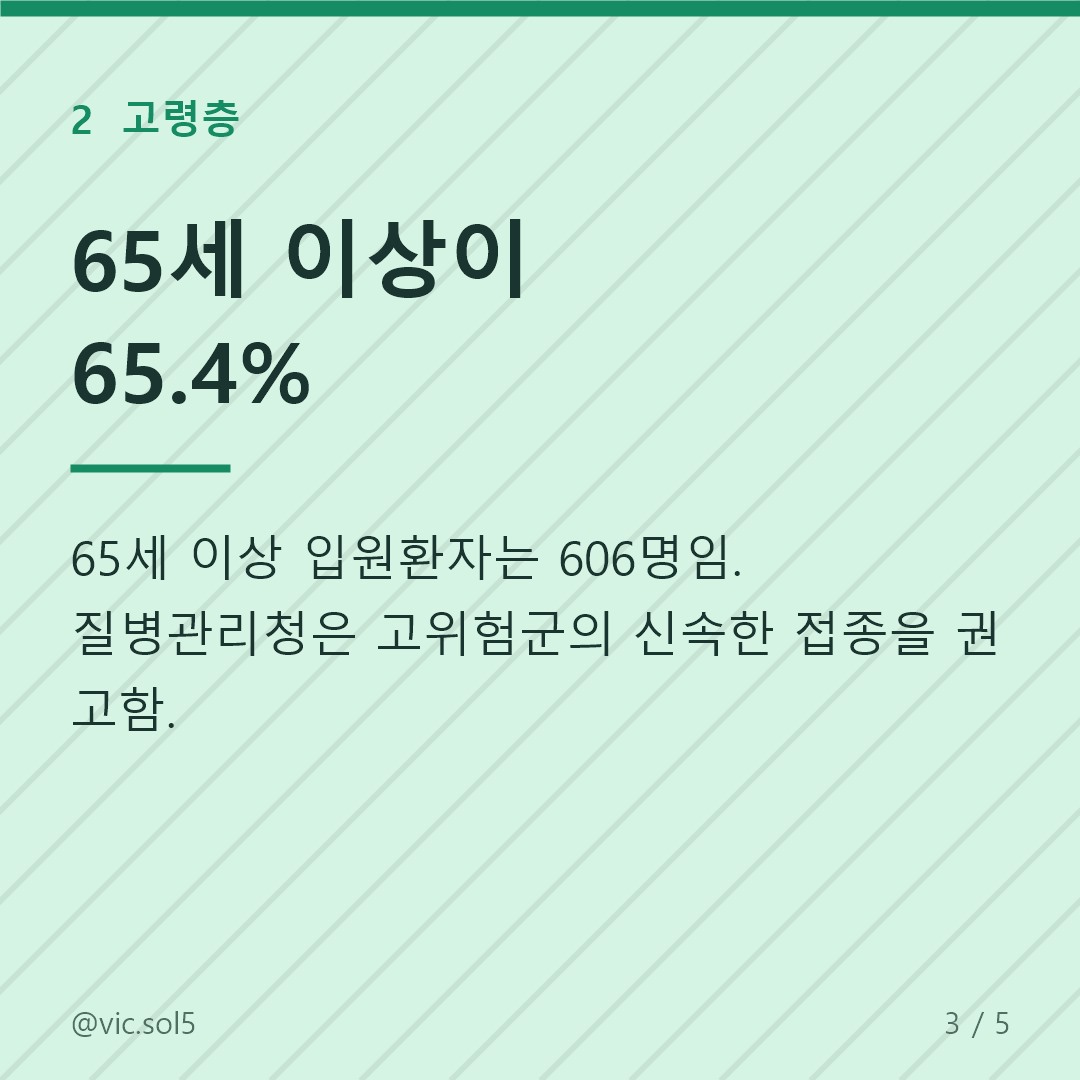 2 고령층
65세 이상이
65.4%
65세 이상 입원환자는 606명임.
질병관리청은 고위험군의 신속한 접종을 권
고함.
@vic.sol5
3 / 5